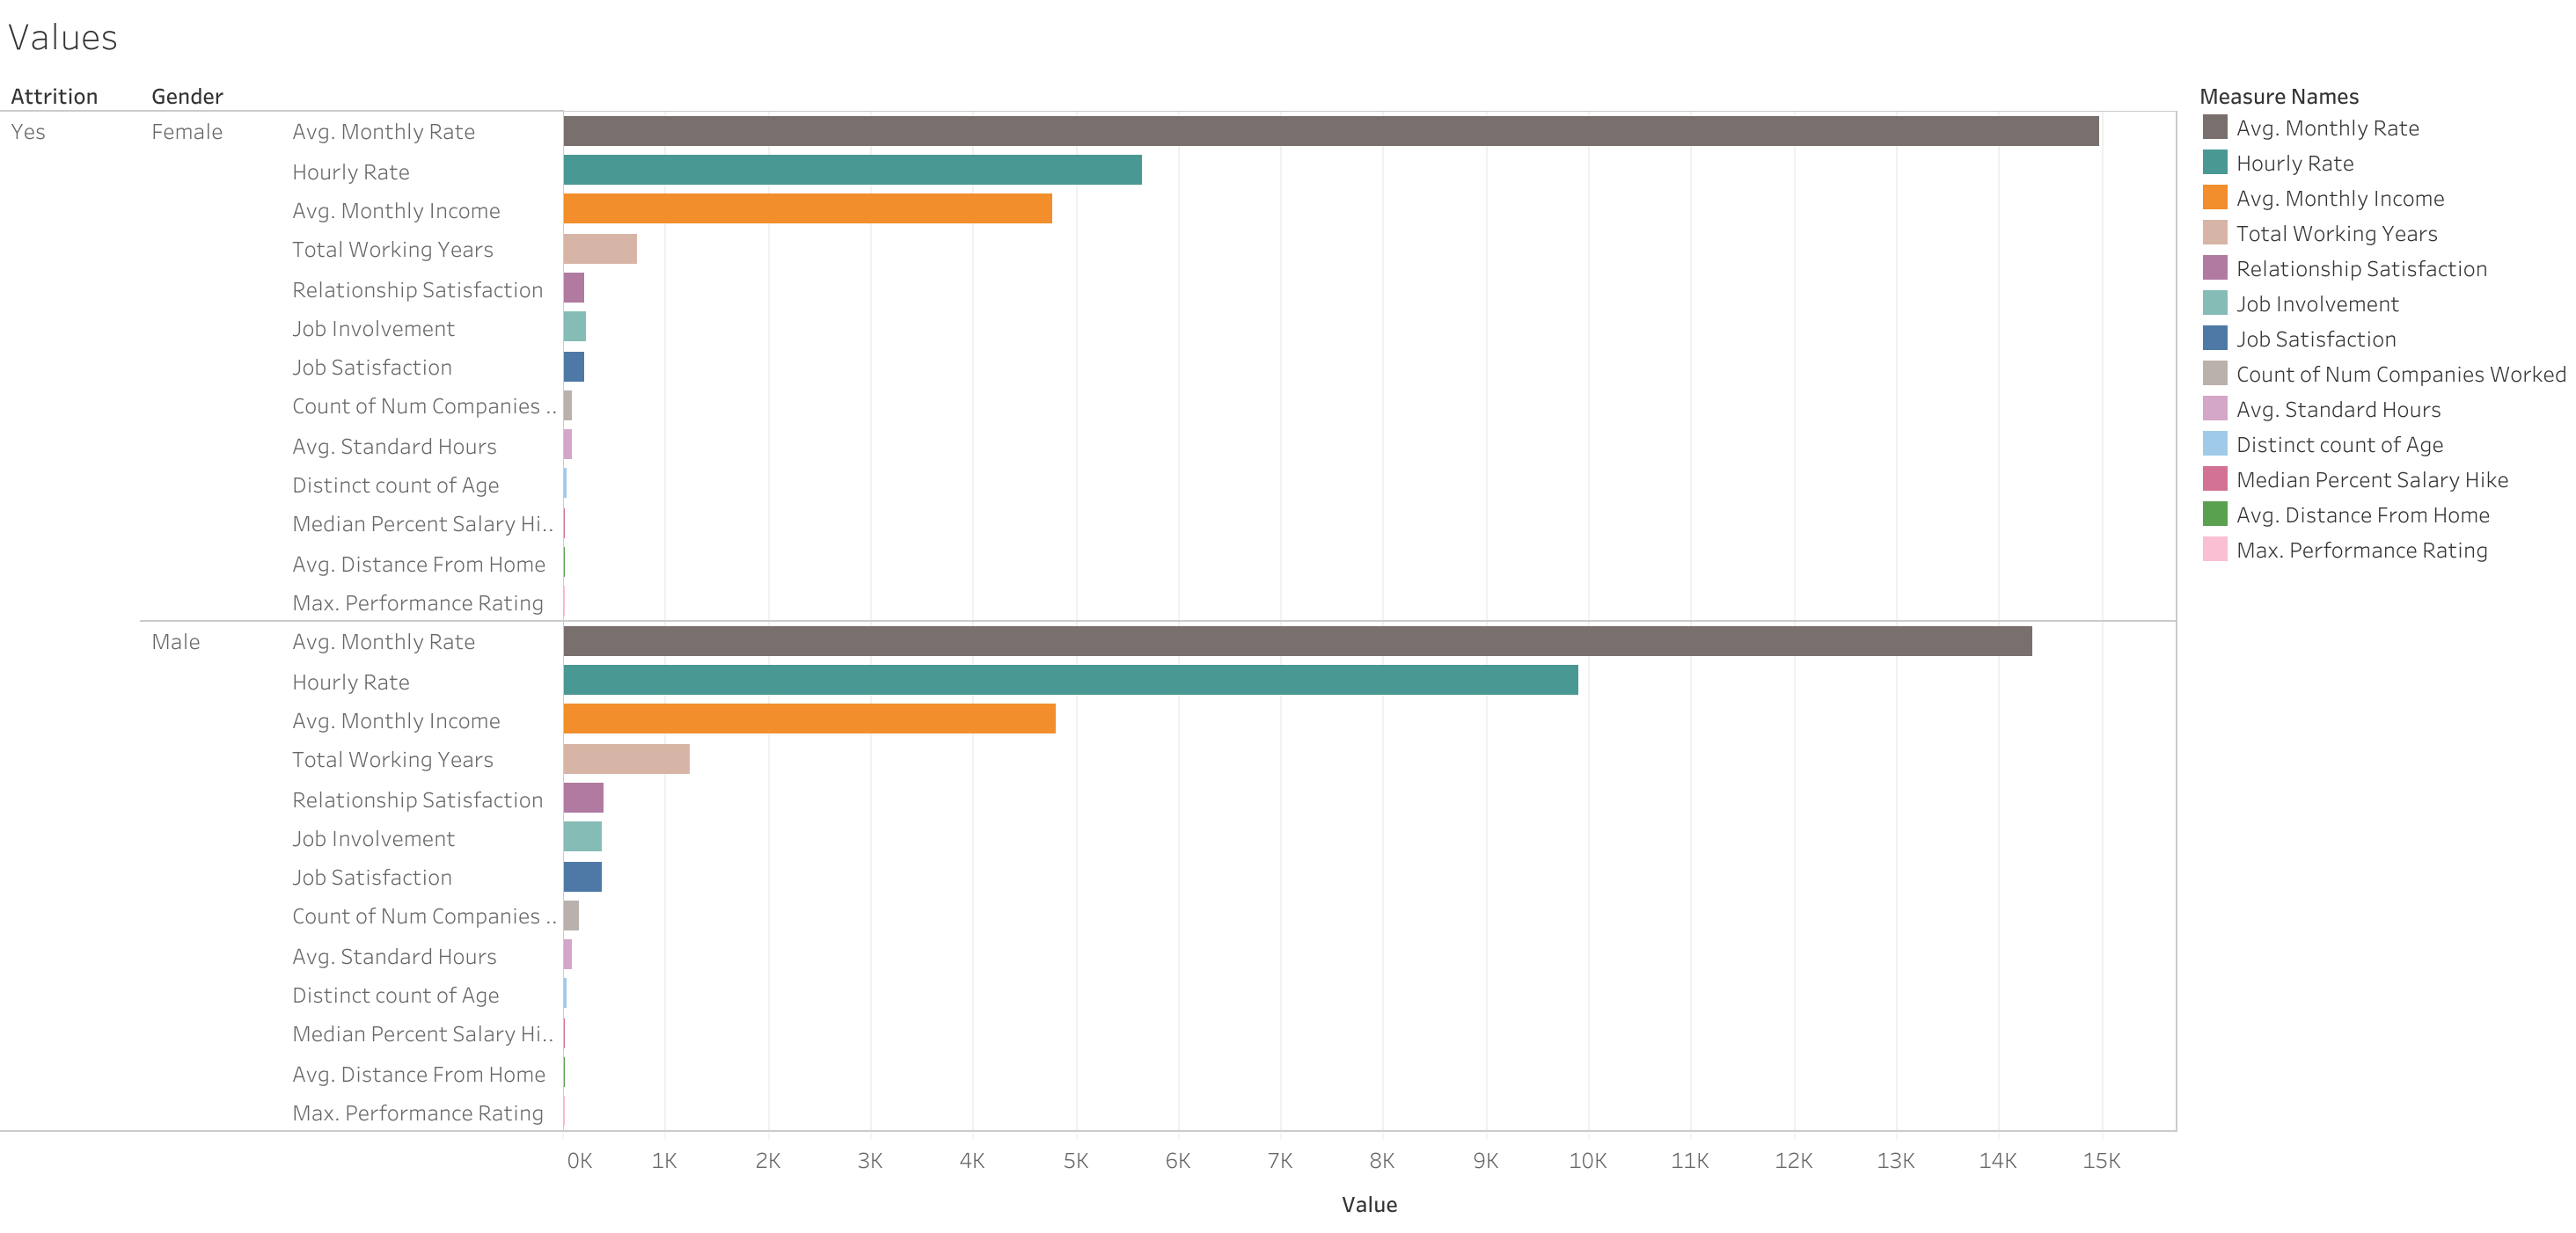 Values
Attrition Gender
Yes Female Avg. Monthly Rate
Hourly Rate
Avg. Monthly Income
Total Working Years
Relationship Satisfaction
Job Involvement
Job Satisfaction
Count of Num Companies ..
Avg. Standard Hours
Distinct count of Age
Median Percent Salary Hi..
Avg. Distance From Home
Max. Performance Rating
Male Avg. Monthly Rate
Hourly Rate
Avg. Monthly Income
Total Working Years
Relationship Satisfaction
Job Involvement
Job Satisfaction
Count of Num Companies ..
Avg. Standard Hours
Distinct count of Age
Median Percent Salary Hi..
Avg. Distance From Home
Max. Performance Rating
0K 1K 2K 3K 4K 5K 6K 7K 8K 9K 10K 11K 12K 13K 14K 15K
Value
Measure Names
Avg. Monthly Rate
Hourly Rate
Avg. Monthly Income
Total Working Years
Relationship Satisfaction
Job Involvement
Job Satisfaction
Count of Num Companies Worked
Avg. Standard Hours
Distinct count of Age
Median Percent Salary Hike
Avg. Distance From Home
Max. Performance Rating